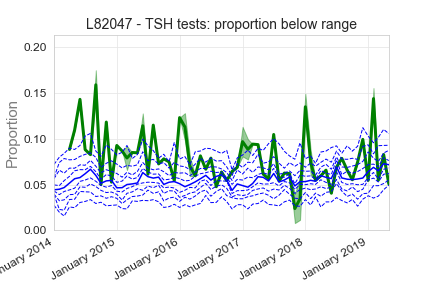 L82047 - TSH tests: proportion below range
0.20
0.15
0.10
0.05
0.00
Proportion
nuary 2014
January 2015
January 2016
January 2017
January 2018
January 2019